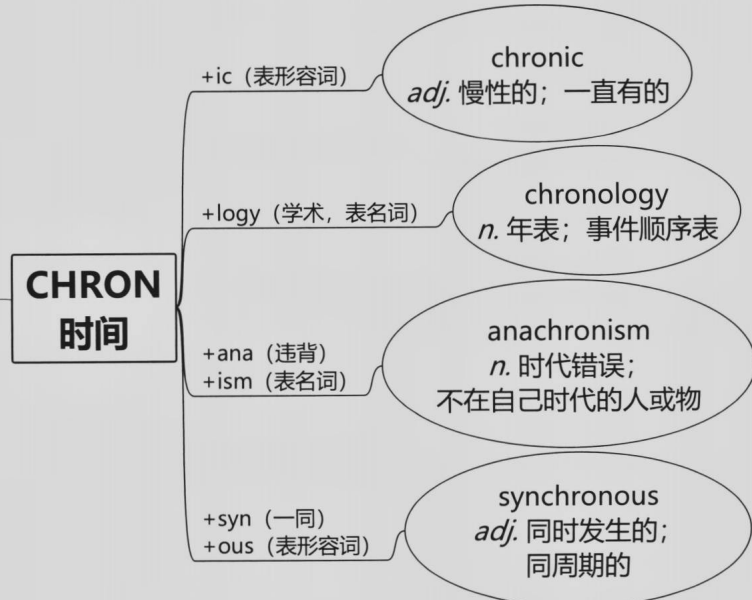 CHRON
时间
+ic（表形容词）
chronic
adj. 慢性的；一直有的
+logy（学术，表名词）
chronology
n. 年表；事件顺序表
+ana（违背）
+ism（表名词）
anachronism
n. 时代错误；
不在自己时代的人或物
+syn（一同）
+ous（表形容词）
synchronous
adj. 同时发生的；
同周期的